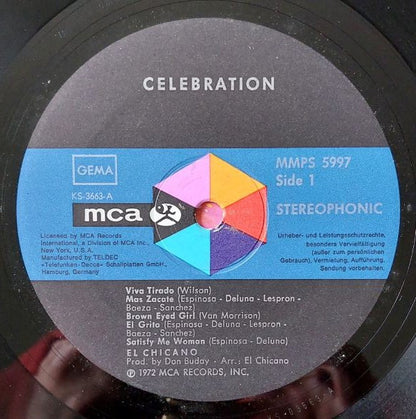 CELEBRATION
GEMA
KS-3663-A
mca
MMPS 5997
Side 1
STEREOPHONIC
Licensed by MCA Records
International, a Division of MCA Inc.,
New York, U.S.A.
Manufactured by TELDEC
»Telefunken-Decca« Schallplatten GmbH.,
Hamburg, Germany
Urheber- und Leistungsschutzrechte,
besonders Vervielfältigung
(außer zum persönlichen
Gebrauch), Vermietung, Aufführung,
Sendung vorbehalten.
Viva Tirado (Wilson)
Mas Zacate (Espinosa - Deluna - Lespron -
Baeza - Sanchez)
Brown Eyed Girl (Van Morrison)
El Grito (Espinosa - Deluna - Lespron -
Baeza - Sanchez)
Satisfy Me Woman (Espinosa - Deluna)
EL CHICANO
Prod. by Don Buday - Arr.: El Chicano
Ⓟ 1972 MCA RECORDS, INC.